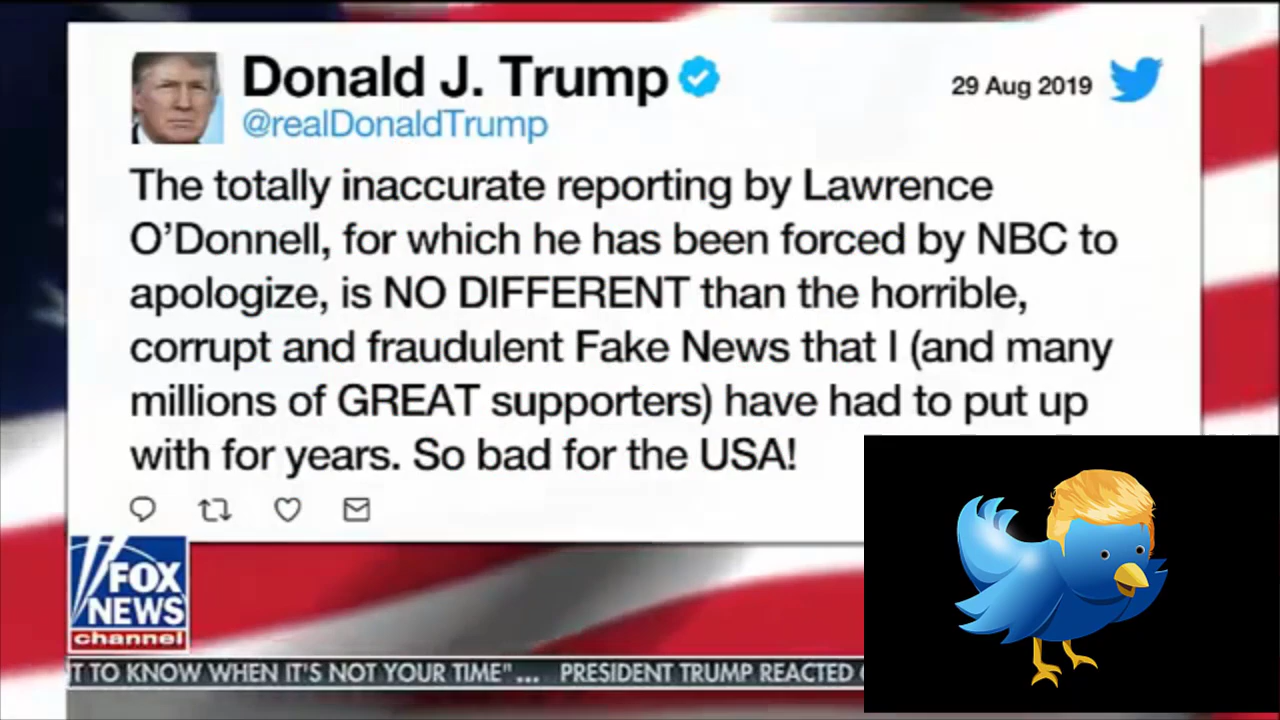 Donald J. Trump
@realDonaldTrump
29 Aug 2019
The totally inaccurate reporting by Lawrence
O’Donnell, for which he has been forced by NBC to
apologize, is NO DIFFERENT than the horrible,
corrupt and fraudulent Fake News that I (and many
millions of GREAT supporters) have had to put up
with for years. So bad for the USA!
FOX
NEWS
channel
T TO KNOW WHEN IT'S NOT YOUR TIME" ... PRESIDENT TRUMP REACTED